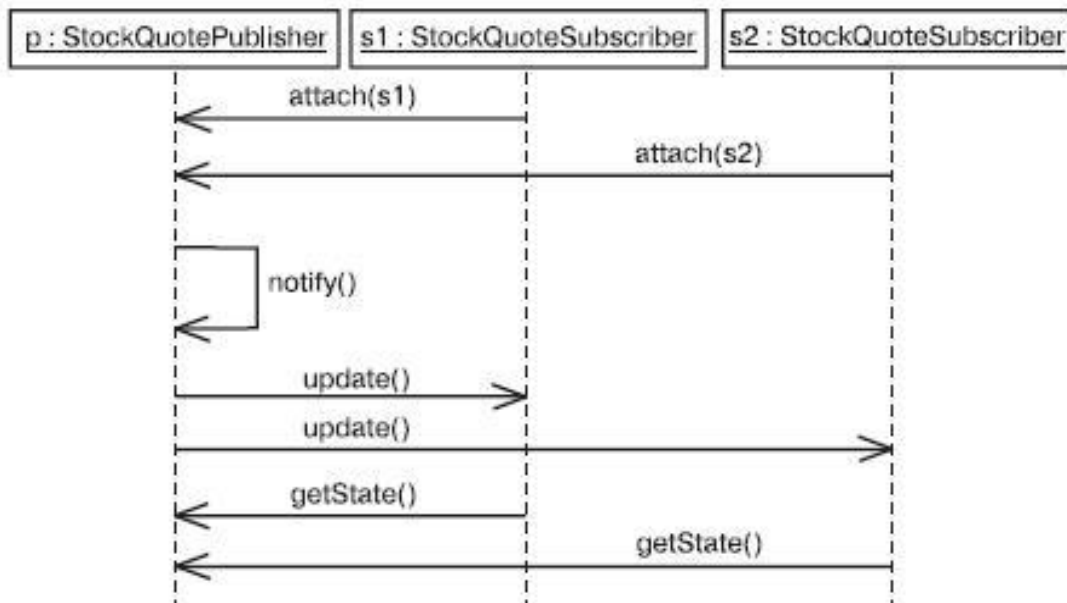 p : StockQuotePublisher
s1 : StockQuoteSubscriber
s2 : StockQuoteSubscriber
attach(s1)
attach(s2)
notify()
update()
update()
getState()
getState()